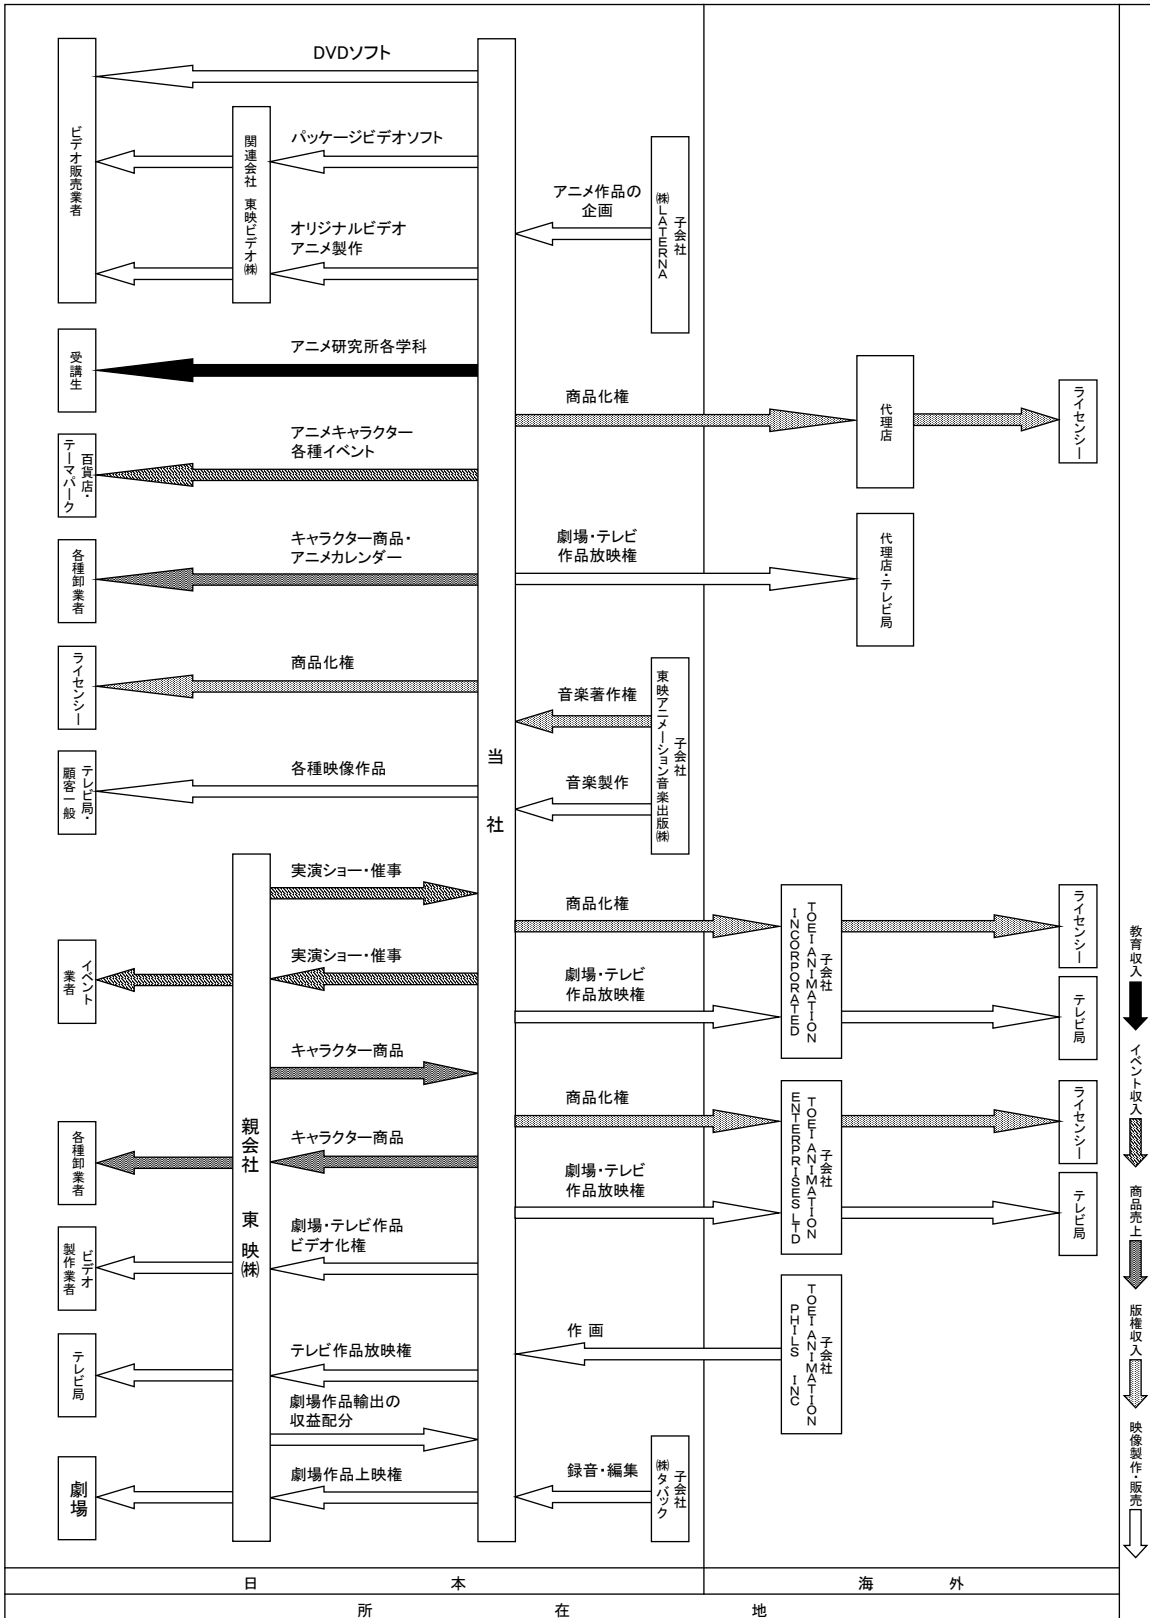 DVDソフト
ビデオ販売業者
関連会社 東映ビデオ㈱
パッケージビデオソフト
オリジナルビデオ
アニメ製作
アニメ作品の
企画
子会社
㈱LATERNA
受講生
アニメ研究所各学科
商品化権
代理店
ライセンシー
百貨店・
テーマパーク
アニメキャラクター
各種イベント
各種卸業者
キャラクター商品・
アニメカレンダー
劇場・テレビ
作品放映権
代理店・テレビ局
ライセンシー
商品化権
音楽著作権
音楽製作
子会社
東映アニメーション音楽出版㈱
テレビ局・
顧客一般
各種映像作品
当社
親会社 東映㈱
実演ショー・催事
イベント
業者
実演ショー・催事
キャラクター商品
各種卸業者
キャラクター商品
ビデオ
製作業者
劇場・テレビ作品
ビデオ化権
テレビ局
テレビ作品放映権
劇場作品輸出の
収益配分
劇場
劇場作品上映権
商品化権
劇場・テレビ
作品放映権
子会社
TOEI ANIMATION
INCORPORATED
ライセンシー
テレビ局
商品化権
劇場・テレビ
作品放映権
子会社
TOEI ANIMATION
ENTERPRISES LTD
ライセンシー
テレビ局
作画
子会社
TOEI ANIMATION
PHILS INC
録音・編集
子会社
㈱タバック
教育収入
イベント収入
商品売上
版権収入
映像製作・販売
日本
海外
所在地